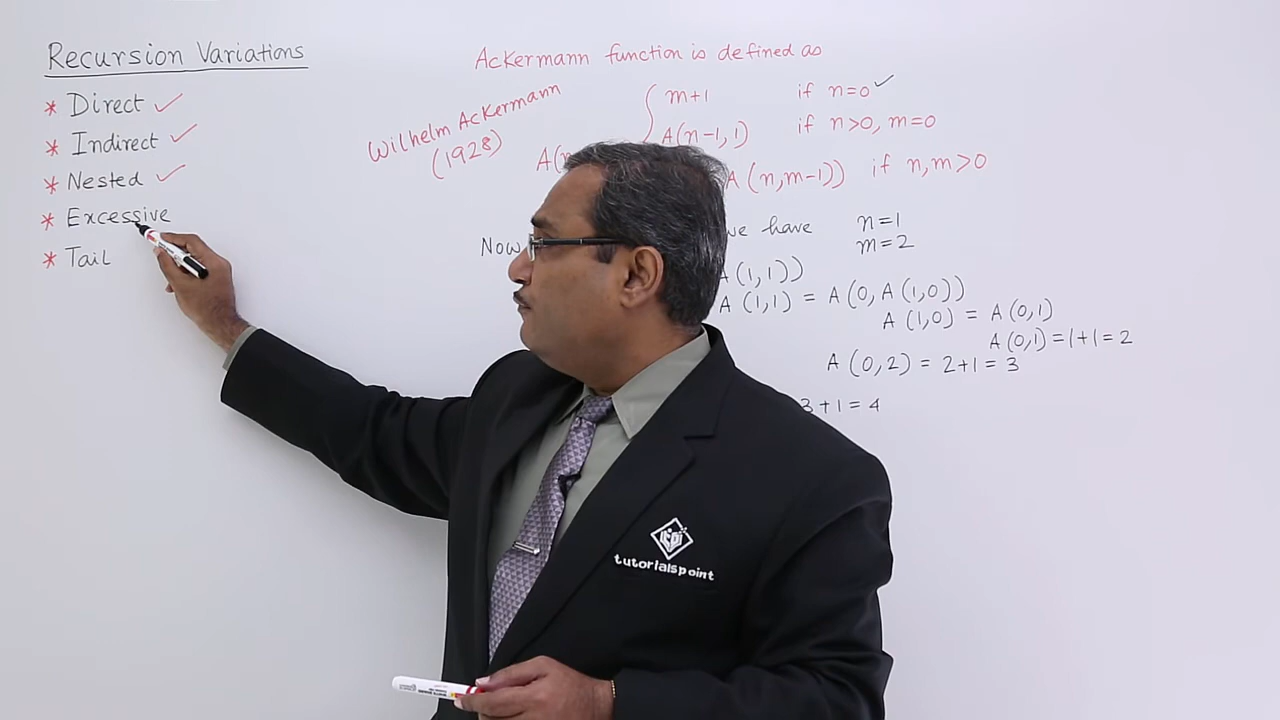 Recursion Variations
* Direct ✓
* Indirect ✓
* Nested ✓
* Excessive
* Tail
Ackermann function is defined as
Wilhelm Ackermann
(1928)
m+1 if n=0 ✓
A(n-1, 1) if n>0, m=0
A(
A(n,m-1)) if n,m>0
Now
we have n=1
m=2
A(1,1))
A(1,1) = A(0,A(1,0))
A(1,0) = A(0,1)
A(0,1)=1+1=2
A(0,2) = 2+1=3
3+1=4
tutorialspoint